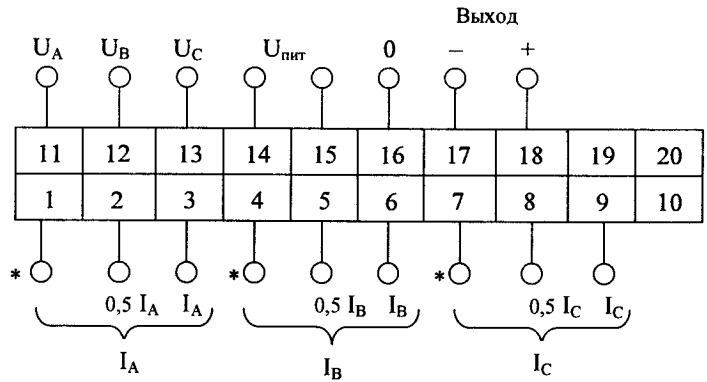 Выход
U_A U_B U_C U_пит 0 – +
11 12 13 14 15 16 17 18 19 20
1 2 3 4 5 6 7 8 9 10
* * *
0,5 I_A I_A 0,5 I_B I_B 0,5 I_C I_C
I_A I_B I_C